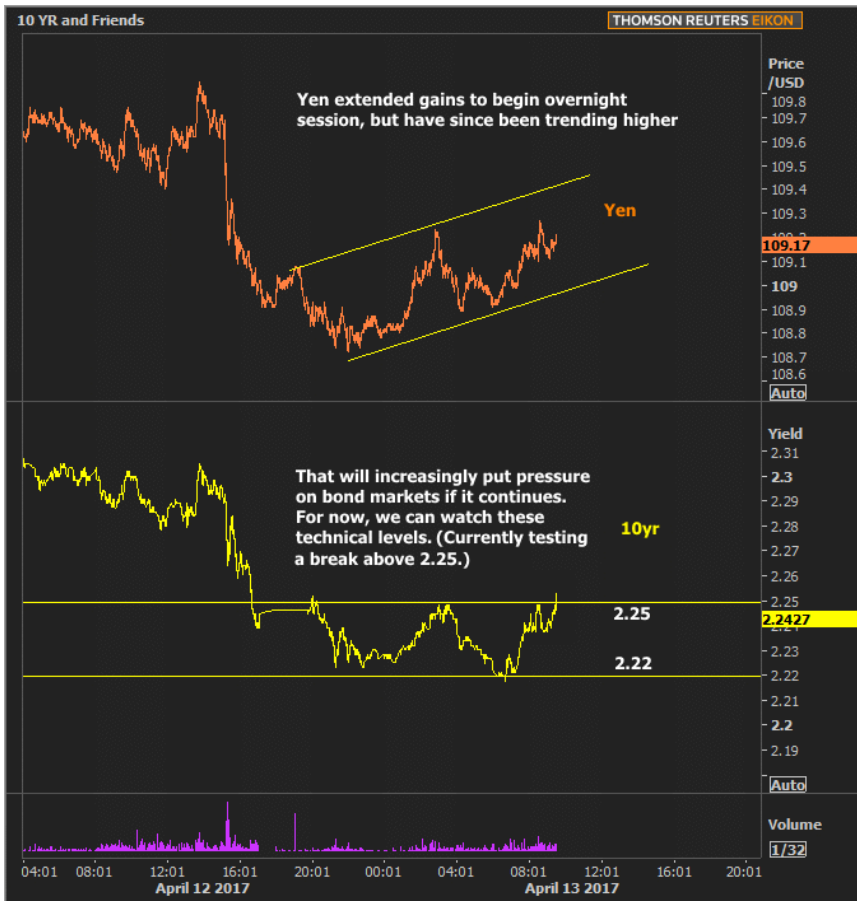 10 YR and Friends
THOMSON REUTERS EIKON
Price
/USD
Yen extended gains to begin overnight
session, but have since been trending higher
109.8
109.7
109.6
109.5
109.4
109.3
Yen
109.17
109.1
109
108.9
108.8
108.7
108.6
Auto
Yield
2.31
2.3
2.29
2.28
2.27
2.26
2.25
That will increasingly put pressure
on bond markets if it continues.
For now, we can watch these
technical levels. (Currently testing
a break above 2.25.)
10yr
2.25
2.2427
2.23
2.22
2.22
2.21
2.2
2.19
Auto
Volume
1/32
04:01 08:01 16:01 20:01 00:01 04:01 08:01 12:01 16:01 20:01
April 12 2017 April 13 2017